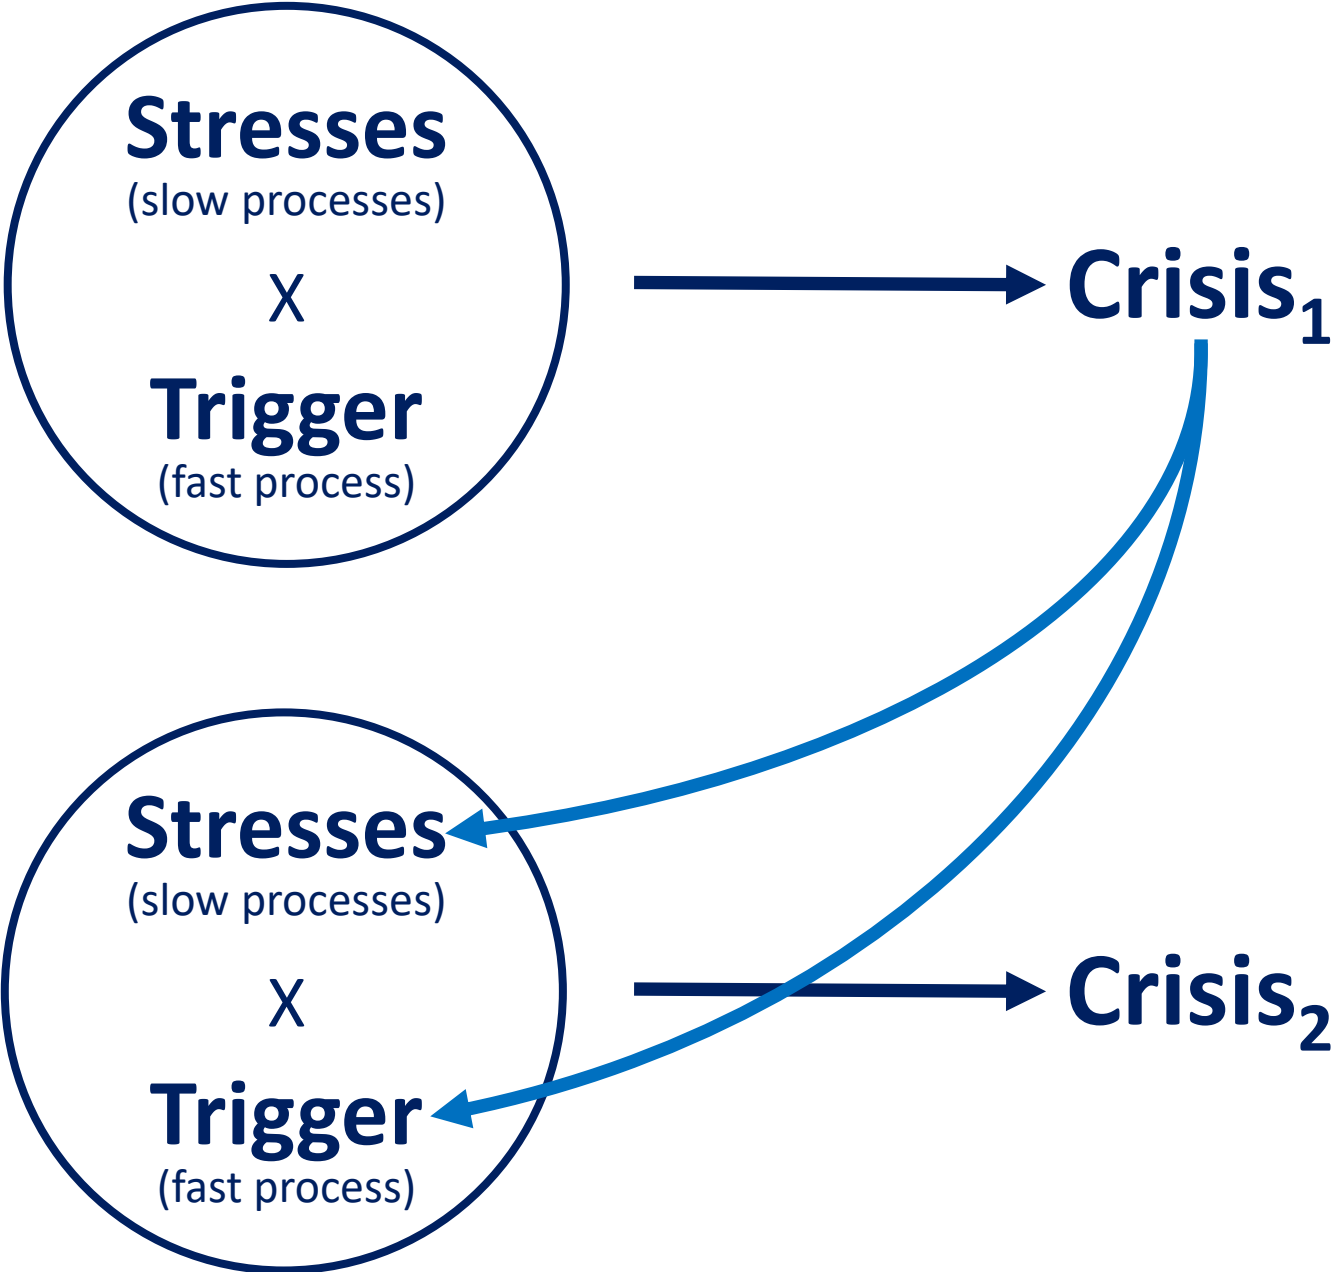 Stresses
(slow processes)
X
Trigger
(fast process)
Crisis₁
Stresses
(slow processes)
X
Trigger
(fast process)
Crisis₂